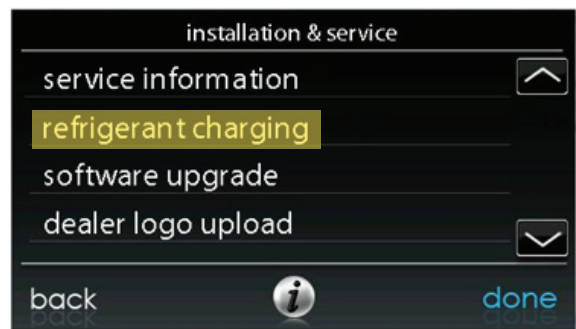 installation & service
service information
refrigerant charging
software upgrade
dealer logo upload
back i done